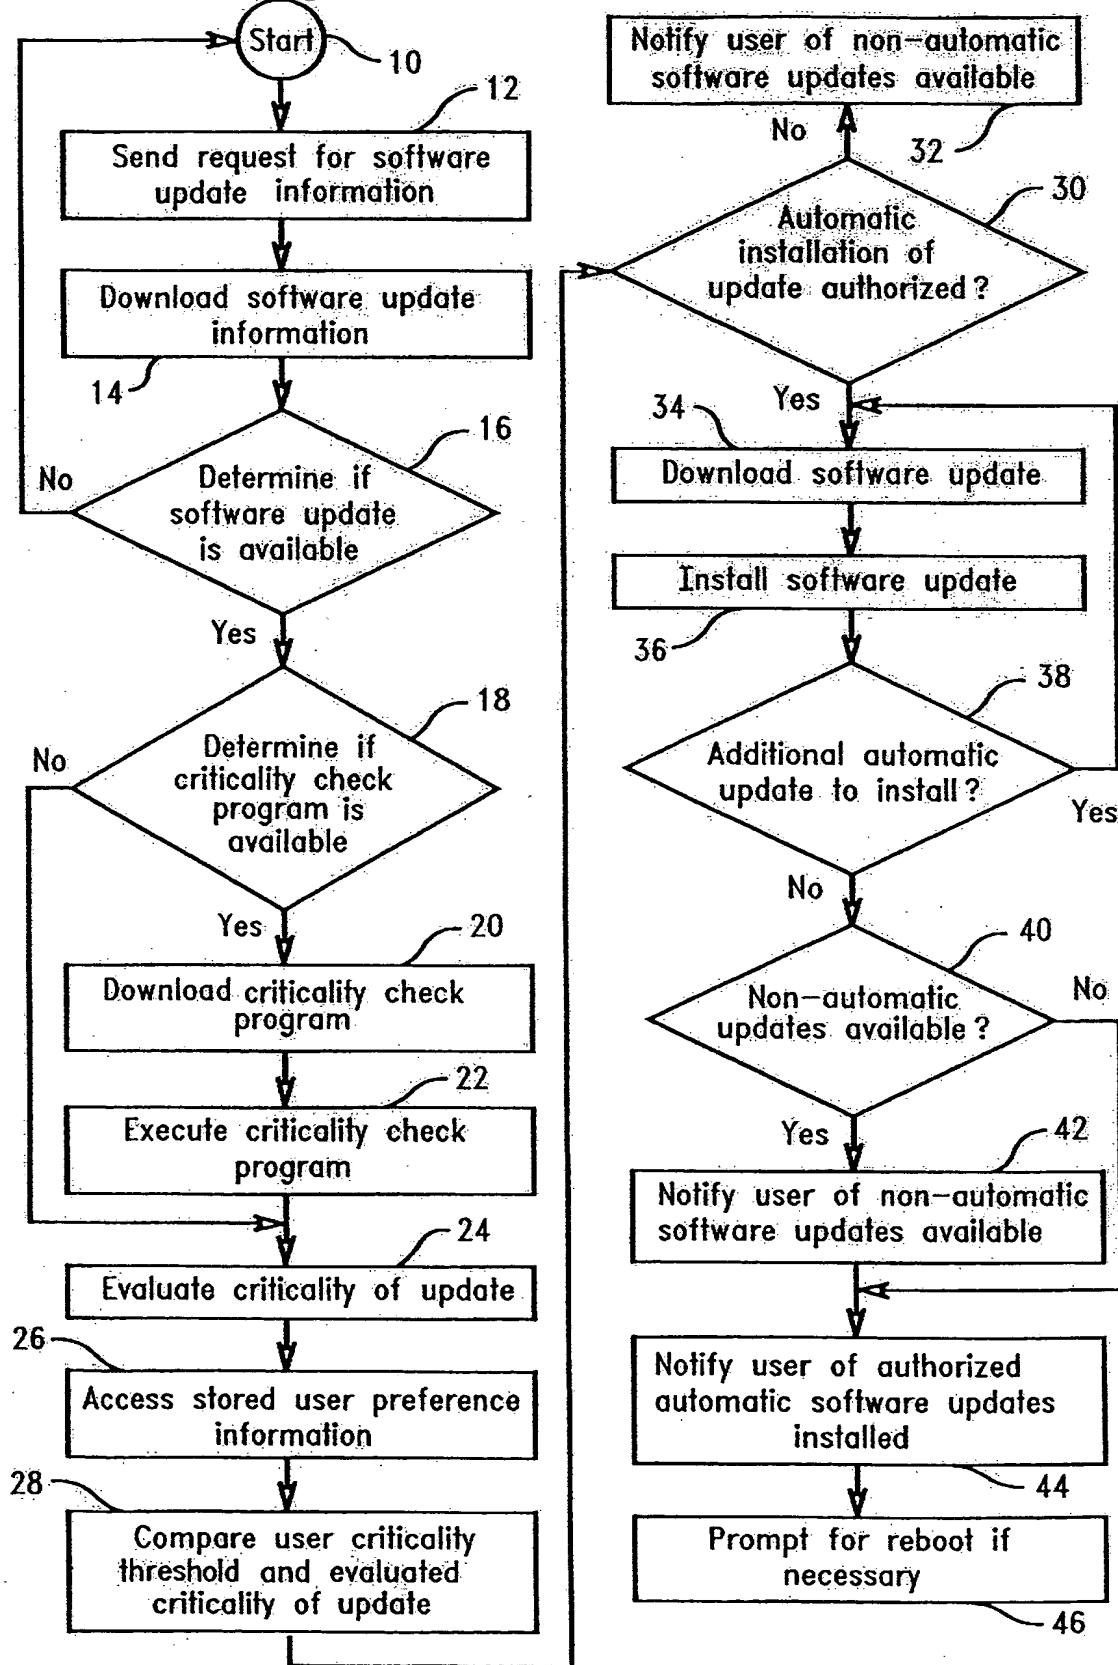 Start
10
12
Send request for software
update information
Download software update
information
14
16
No
Determine if
software update
is available
Yes
18
No
Determine if
criticality check
program is
available
Yes
20
Download criticality check
program
22
Execute criticality check
program
24
Evaluate criticality of update
26
Access stored user preference
information
28
Compare user criticality
threshold and evaluated
criticality of update
Notify user of non-automatic
software updates available
No
32
30
Automatic
installation of
update authorized?
Yes
34
Download software update
Install software update
36
38
Additional automatic
update to install?
Yes
No
40
Non-automatic
updates available?
No
Yes
42
Notify user of non-automatic
software updates available
Notify user of authorized
automatic software updates
installed
44
Prompt for reboot if
necessary
46